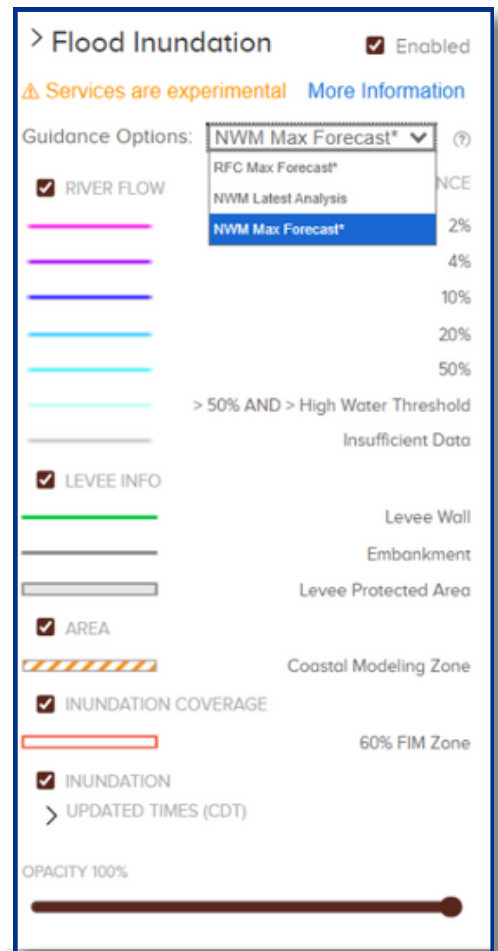 > Flood Inundation Enabled
⚠ Services are experimental More Information
Guidance Options: NWM Max Forecast* ?
RFC Max Forecast*
RIVER FLOW NCE
NWM Latest Analysis
NWM Max Forecast* 2%
4%
10%
20%
50%
> 50% AND > High Water Threshold
Insufficient Data
LEVEE INFO
Levee Wall
Embankment
Levee Protected Area
AREA
Coastal Modeling Zone
INUNDATION COVERAGE
60% FIM Zone
INUNDATION
> UPDATED TIMES (CDT)
OPACITY 100%